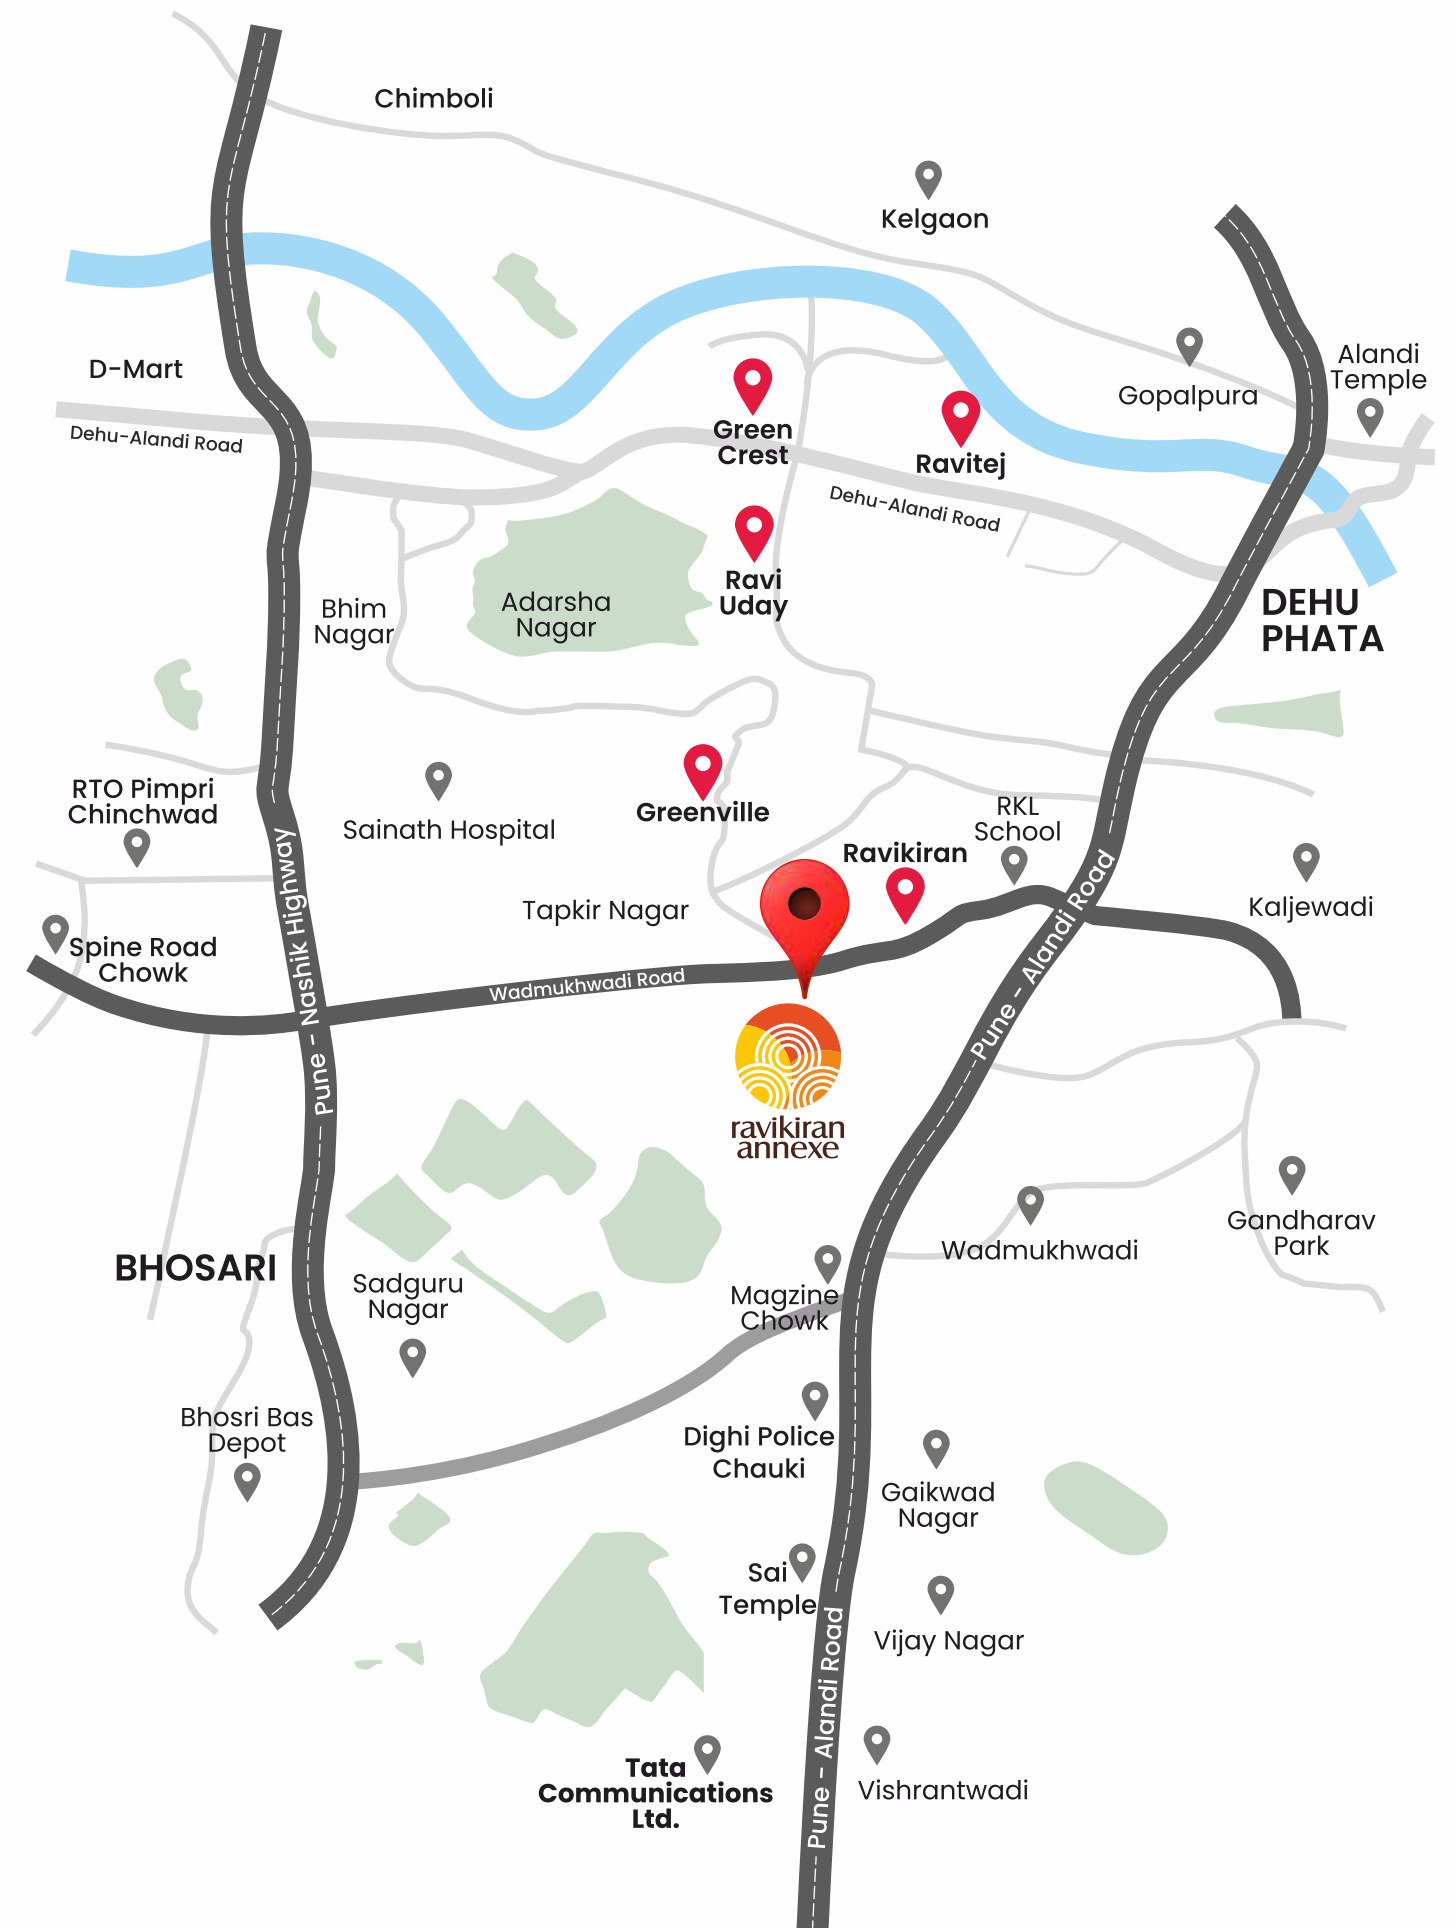 Chimboli
Kelgaon
Alandi
Temple
D-Mart
Gopalpura
Dehu-Alandi Road
Green
Crest
Ravitej
Dehu-Alandi Road
Ravi
Uday
Adarsha
Nagar
Bhim
Nagar
DEHU
PHATA
RTO Pimpri
Chinchwad
Sainath Hospital
Greenville
RKL
School
Ravikiran
Kaljewadi
Tapkir Nagar
Pune - Nashik Highway
Pune - Alandi Road
Spine Road
Chowk
Wadmukhwadi Road
ravikiran
annexe
Gandharav
Park
Wadmukhwadi
BHOSARI
Sadguru
Nagar
Magzine
Chowk
Bhosri Bas
Depot
Dighi Police
Chauki
Gaikwad
Nagar
Sai
Temple
Vijay Nagar
Pune - Alandi Road
Tata
Communications
Ltd.
Vishrantwadi